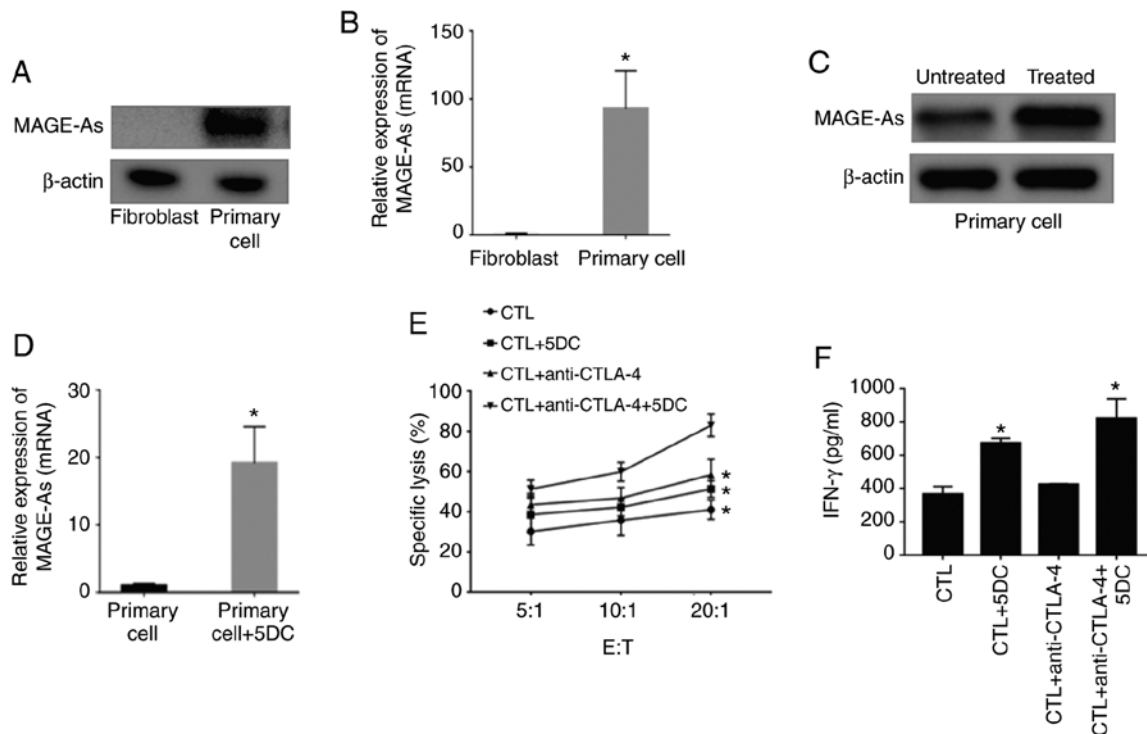 A
MAGE-As
β-actin
Fibroblast Primary
cell
B
Relative expression of
MAGE-As (mRNA)
150
100
50
0
*
Fibroblast Primary cell
C
Untreated Treated
MAGE-As
β-actin
Primary cell
D
Relative expression of
MAGE-As (mRNA)
30
20
10
0
*
Primary
cell
Primary
cell+5DC
E
CTL
CTL+5DC
CTL+anti-CTLA-4
CTL+anti-CTLA-4+5DC
Specific lysis (%)
100
80
60
40
20
0
*
*
*
5:1 10:1 20:1
E:T
F
IFN-γ (pg/ml)
1000
800
600
400
200
0
*
*
CTL
CTL+5DC
CTL+anti-CTLA-4
CTL+anti-CTLA-4+
5DC